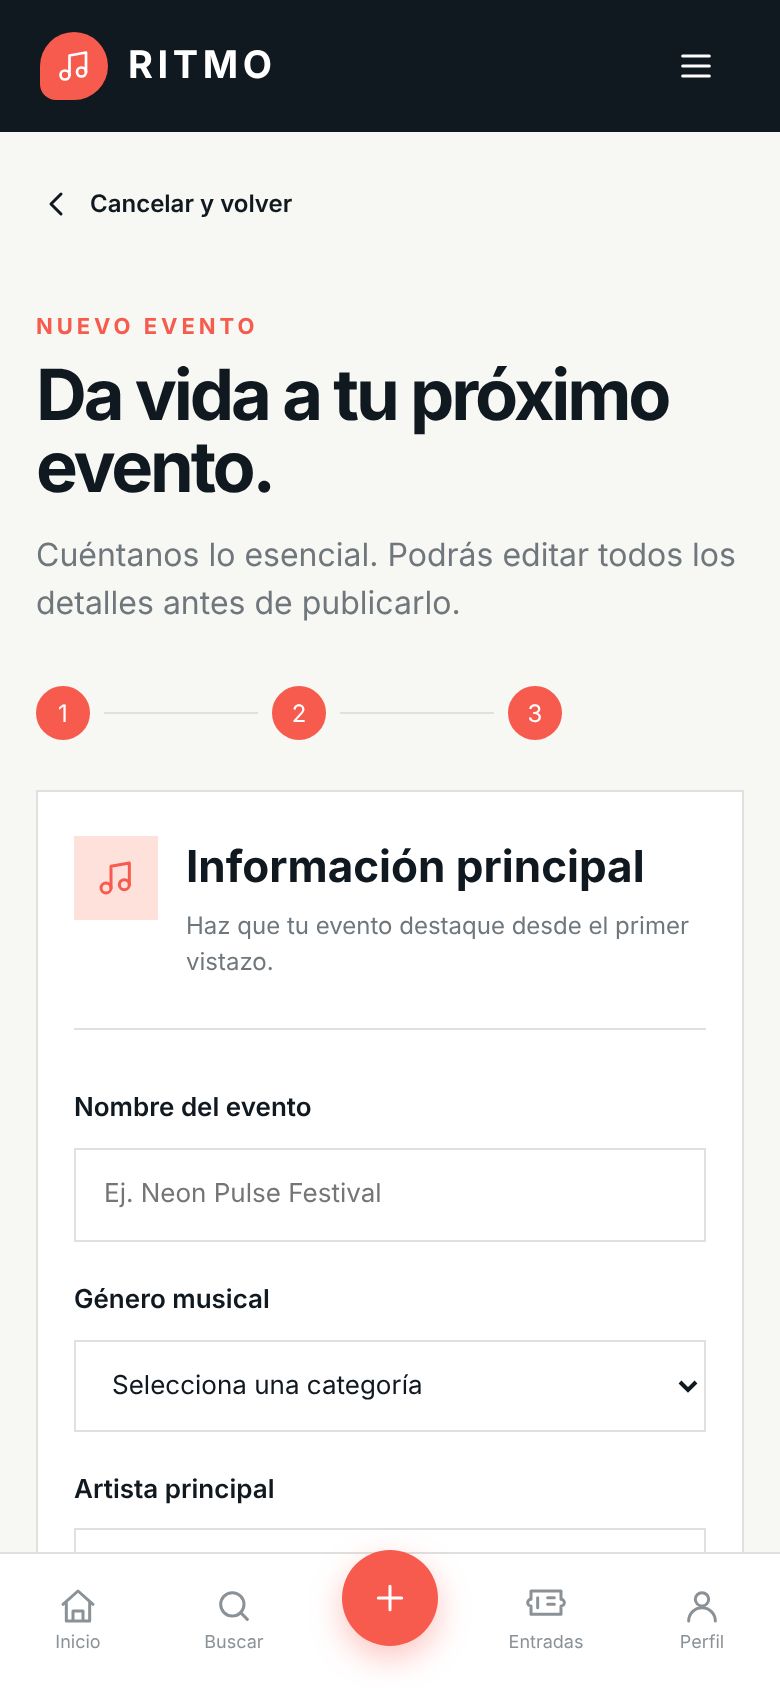 RITMO
Cancelar y volver
NUEVO EVENTO
Da vida a tu próximo
evento.
Cuéntanos lo esencial. Podrás editar todos los
detalles antes de publicarlo.
1 2 3
Información principal
Haz que tu evento destaque desde el primer
vistazo.
Nombre del evento
Ej. Neon Pulse Festival
Género musical
Selecciona una categoría
Artista principal
Inicio Buscar Entradas Perfil